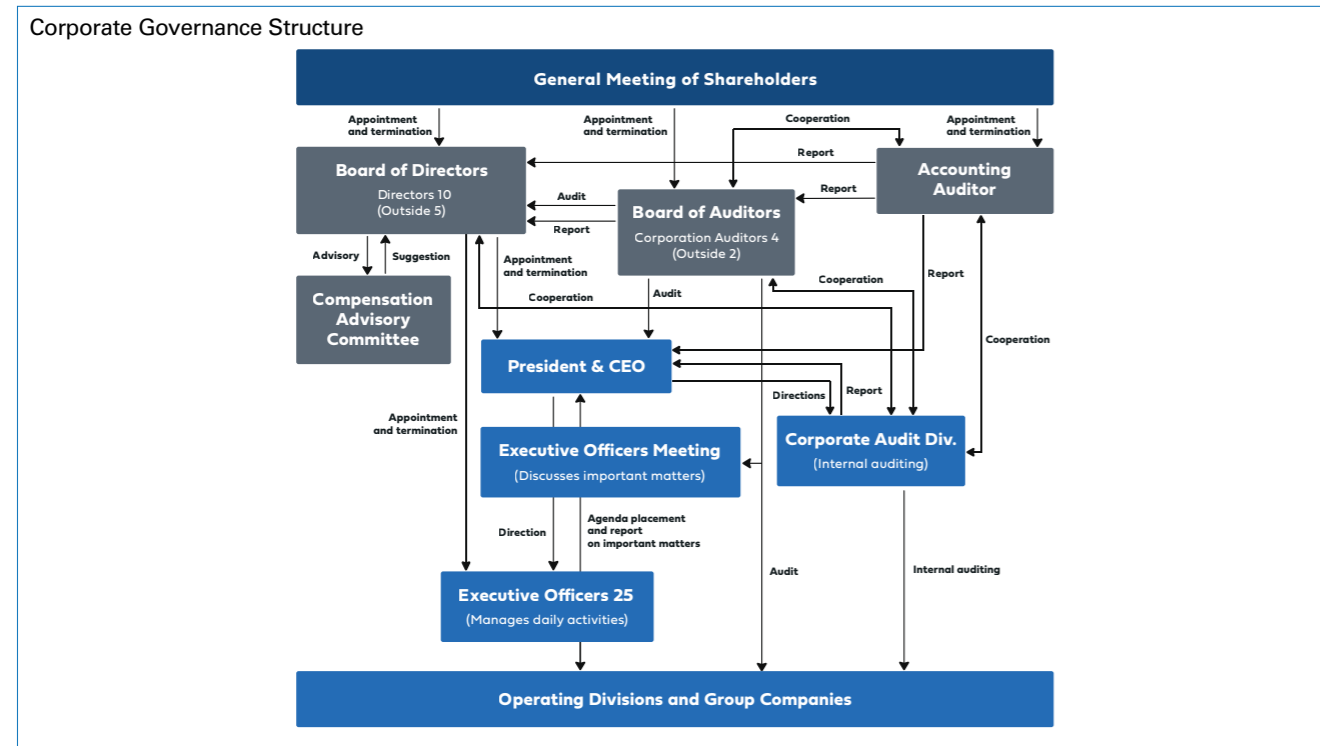 Corporate Governance Structure
General Meeting of Shareholders
Appointment
and termination
Appointment
and termination
Cooperation
Appointment
and termination
Board of Directors
Directors 10
(Outside 5)
Report
Accounting
Auditor
Audit
Report
Report
Board of Auditors
Corporation Auditors 4
(Outside 2)
Advisory
Suggestion
Appointment
and termination
Cooperation
Audit
Cooperation
Report
Compensation
Advisory
Committee
Cooperation
President & CEO
Directions
Report
Appointment
and termination
Executive Officers Meeting
(Discusses important matters)
Corporate Audit Div.
(Internal auditing)
Direction
Agenda placement
and report
on important matters
Audit
Internal auditing
Executive Officers 25
(Manages daily activities)
Operating Divisions and Group Companies